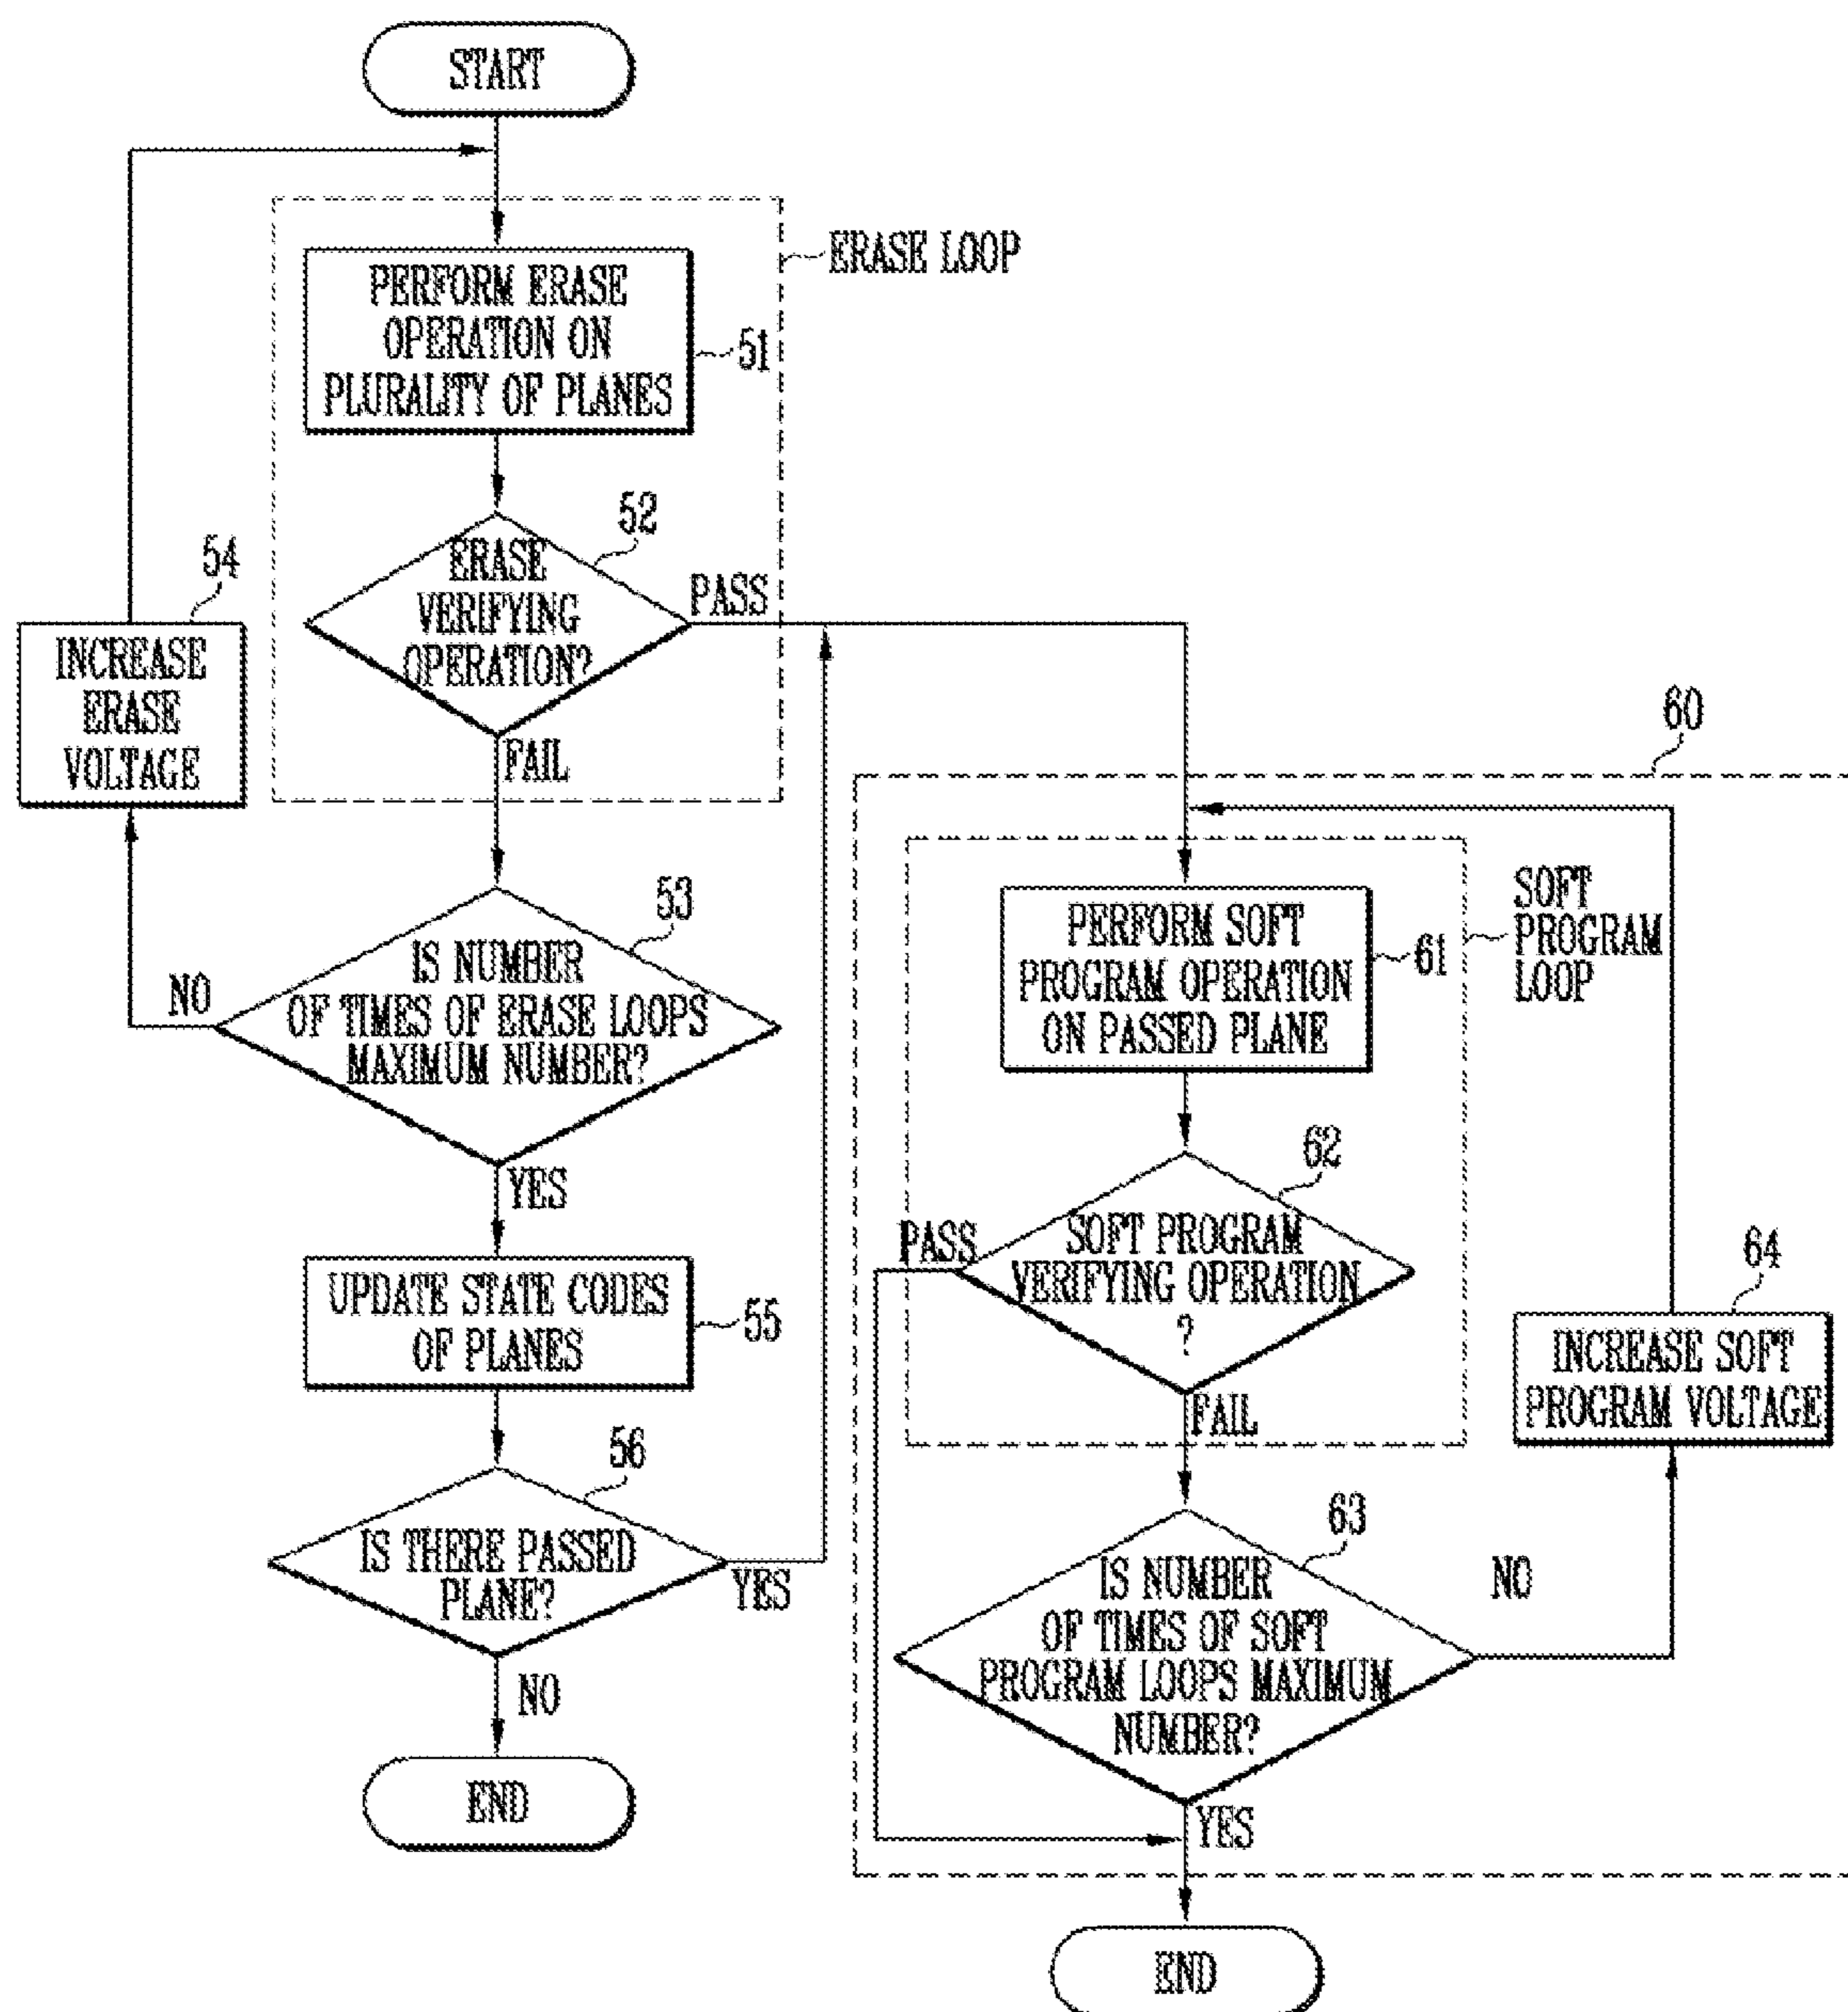 START
ERASE LOOP
PERFORM ERASE
OPERATION ON
PLURALITY OF PLANES
51
52
ERASE
VERIFYING
OPERATION?
PASS
FAIL
54
INCREASE
ERASE
VOLTAGE
53
IS NUMBER
OF TIMES OF ERASE LOOPS
MAXIMUM NUMBER?
NO
YES
UPDATE STATE CODES
OF PLANES
55
56
IS THERE PASSED
PLANE?
YES
NO
END
60
SOFT
PROGRAM
LOOP
PERFORM SOFT
PROGRAM OPERATION
ON PASSED PLANE
61
62
SOFT PROGRAM
VERIFYING OPERATION
?
PASS
FAIL
64
INCREASE SOFT
PROGRAM VOLTAGE
63
IS NUMBER
OF TIMES OF SOFT
PROGRAM LOOPS MAXIMUM
NUMBER?
NO
YES
END